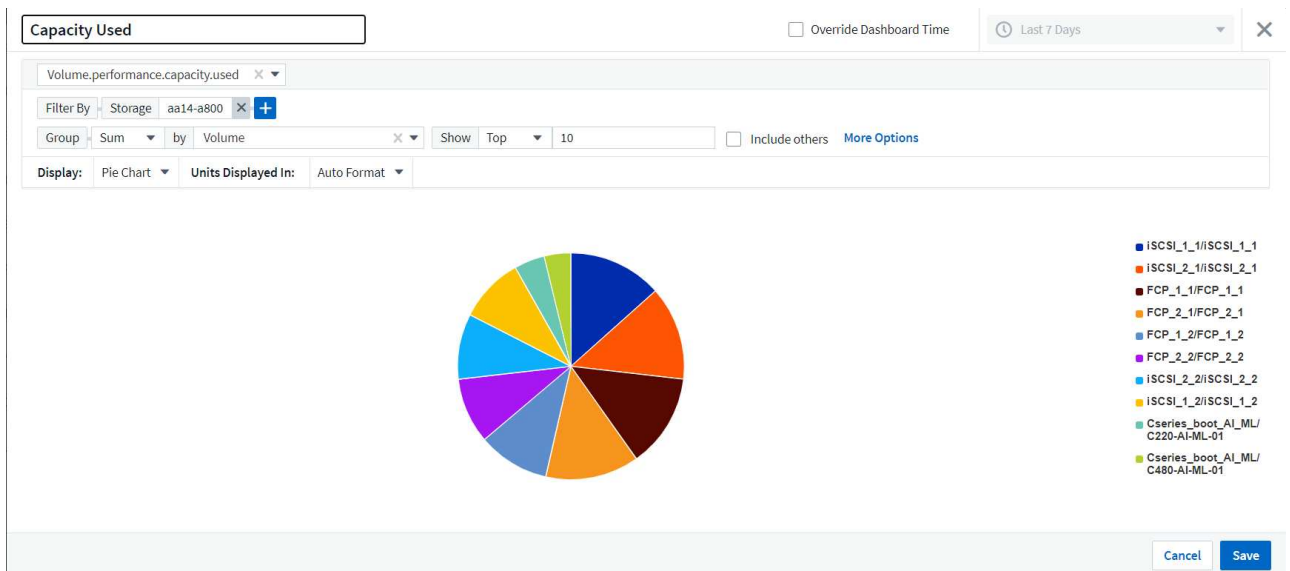 Capacity Used
Override Dashboard Time
Last 7 Days
Volume.performance.capacity.used
Filter By Storage aa14-a800
Group Sum by Volume Show Top 10 Include others More Options
Display: Pie Chart Units Displayed In: Auto Format
iSCSI_1_1/iSCSI_1_1
iSCSI_2_1/iSCSI_2_1
FCP_1_1/FCP_1_1
FCP_2_1/FCP_2_1
FCP_1_2/FCP_1_2
FCP_2_2/FCP_2_2
iSCSI_2_2/iSCSI_2_2
iSCSI_1_2/iSCSI_1_2
Cseries_boot_AI_ML/
C220-AI-ML-01
Cseries_boot_AI_ML/
C480-AI-ML-01
Cancel Save